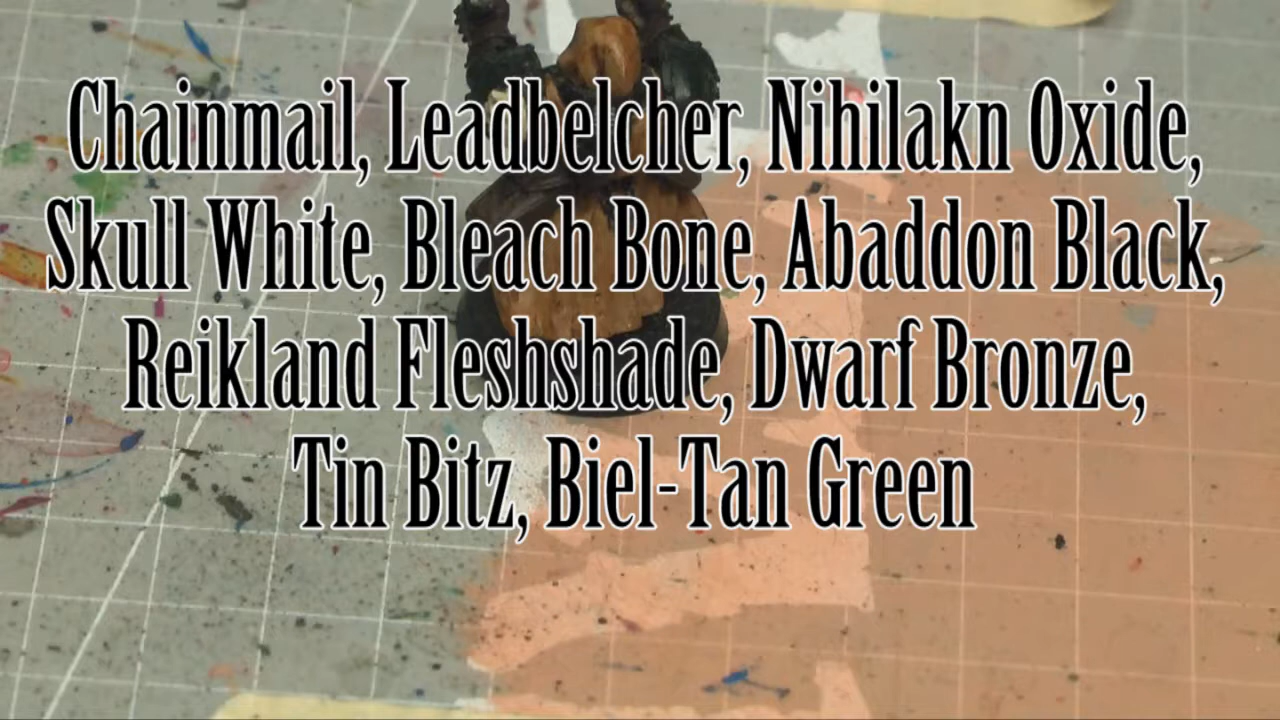 Chainmail, Leadbelcher, Nihilakn Oxide,
Skull White, Bleach Bone, Abaddon Black,
Reikland Fleshshade, Dwarf Bronze,
Tin Bitz, Biel-Tan Green